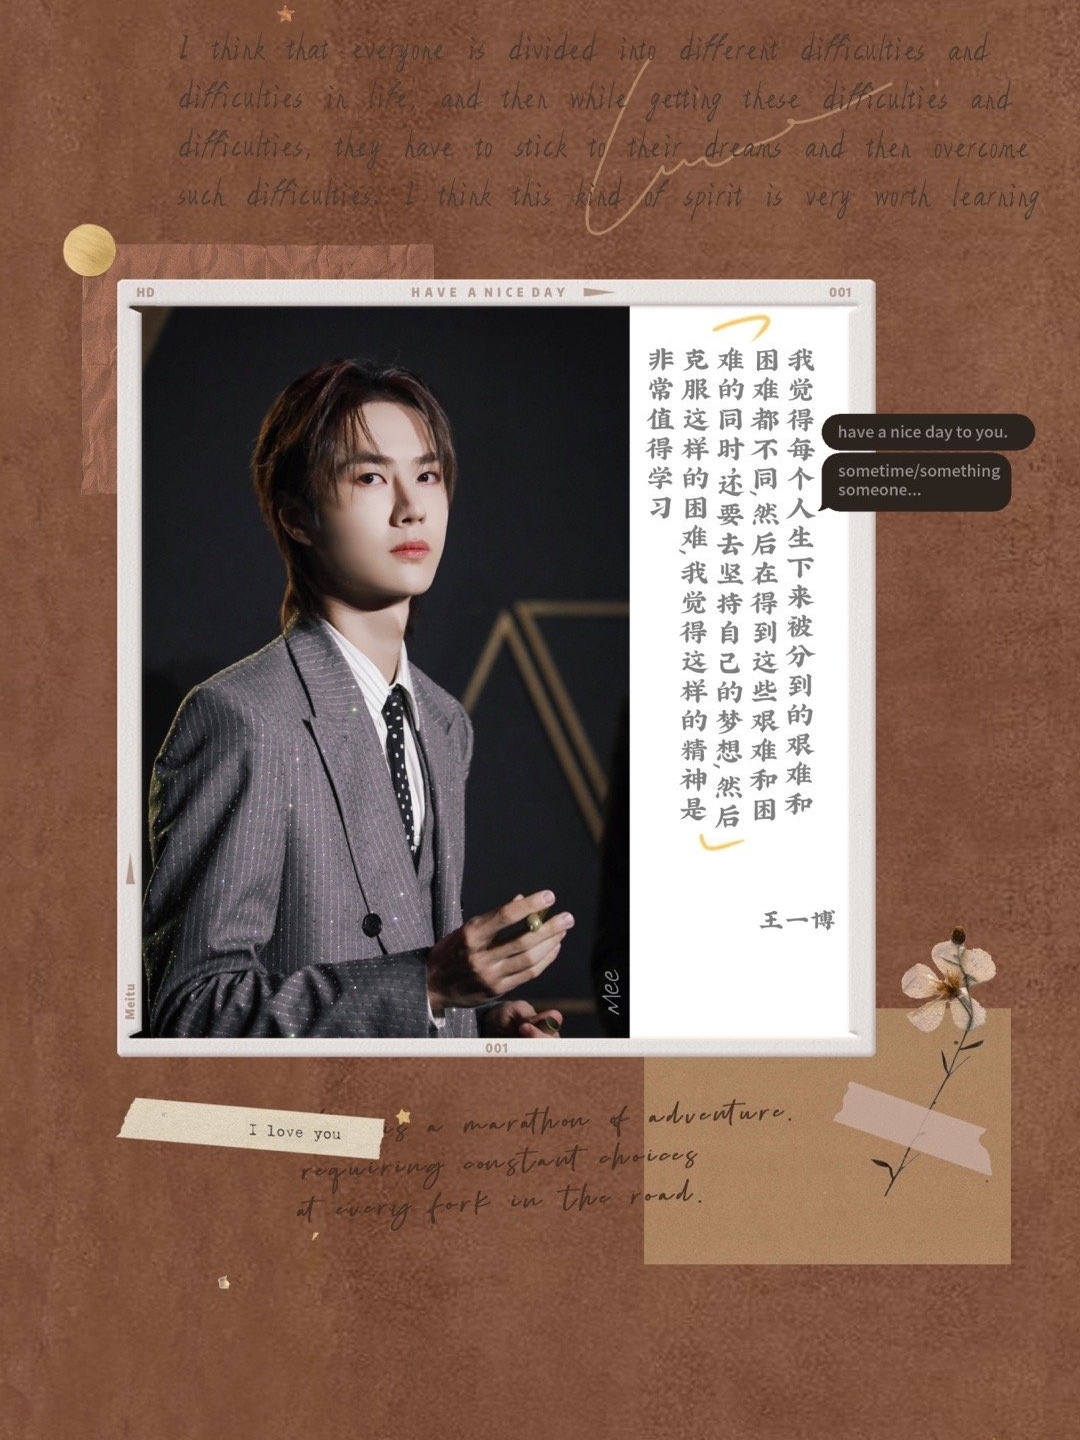 I think that everyone is divided into different difficulties and
difficulties in life, and then while getting these difficulties and
difficulties, they have to stick to their dreams and then overcome
such difficulties. I think this kind of spirit is very worth learning
HD
HAVE A NICE DAY
001
我觉得每个人生下来被分到的艰难和
困难都不同,然后在得到这些艰难和困
难的同时还要去坚持自己的梦想,然后
克服这样的困难、我觉得这样的精神是
非常值得学习
王一博
have a nice day to you.
sometime/something
someone...
Mee
Meitu
001
I love you
is a marathon of adventure.
requiring constant choices
at every fork in the road.